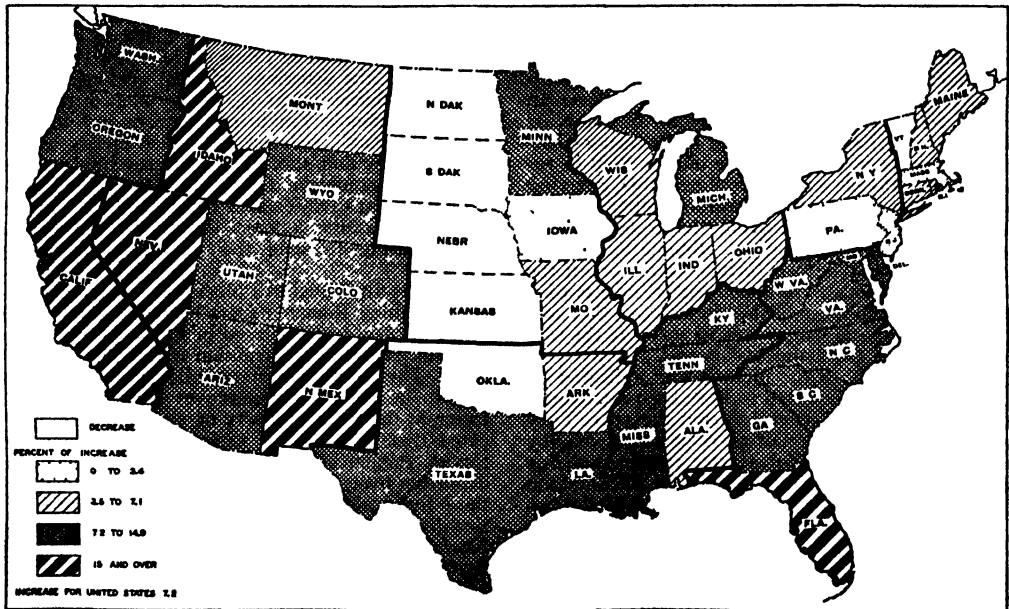 WASH.
OREGON
CALIF.
NEV.
IDAHO
MONT
WYO
UTAH
COLO
ARIZ.
N MEX
N DAK
S DAK
NEBR
KANSAS
OKLA.
TEXAS
MINN
IOWA
MO
ARK
LA.
WIS
ILL
IND
MICH.
OHIO
KY
TENN
MISS
ALA.
GA
FLA.
S C
N C
VA.
W VA.
PA.
N Y
VT
MAINE
MASS
DEL.
DECREASE
PERCENT OF INCREASE
0 TO 3.4
3.5 TO 7.1
7.2 TO 14.9
15 AND OVER
INCREASE FOR UNITED STATES 7.2